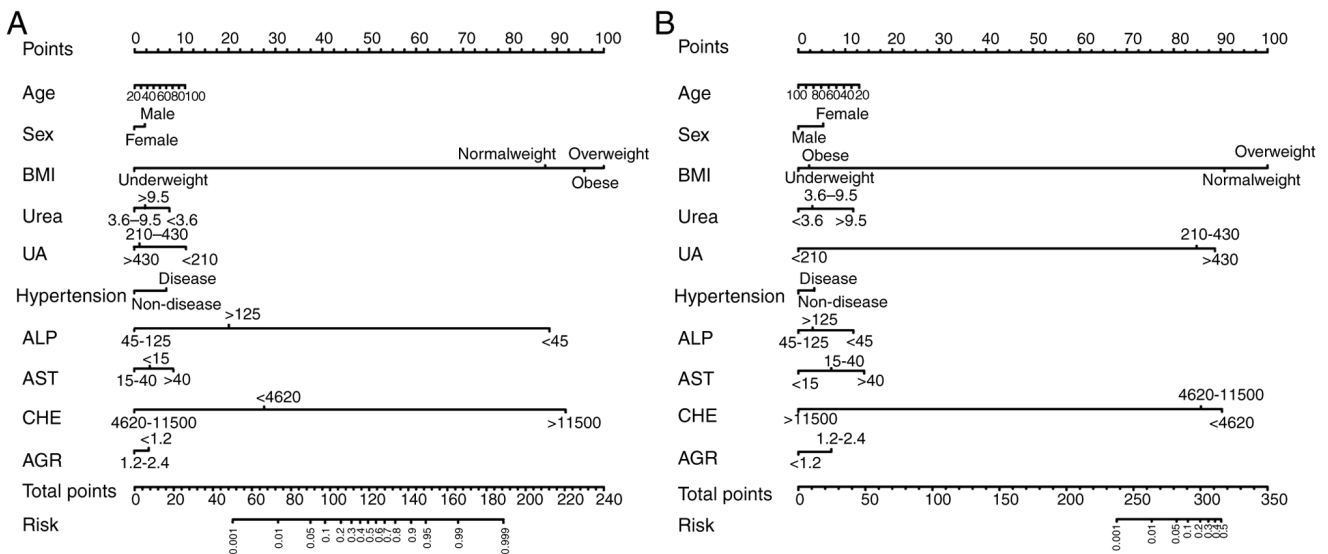 A
Points 0 10 20 30 40 50 60 70 80 90 100
Age
20 40 60 80 100
Male
Sex
Female
Normalweight Overweight
BMI
Underweight Obese
>9.5
Urea
3.6–9.5 <3.6
210–430
UA
>430 <210
Disease
Hypertension
Non-disease
>125
ALP
45-125 <45
<15
AST
15-40 >40
<4620
CHE
4620-11500 >11500
<1.2
AGR
1.2-2.4
Total points 0 20 40 60 80 100 120 140 160 180 200 220 240
Risk
0.001 0.01 0.05 0.1 0.2 0.3 0.4 0.5 0.6 0.7 0.8 0.9 0.95 0.99 0.999
B
Points 0 10 20 30 40 50 60 70 80 90 100
Age
100 80 60 40 20
Female
Sex
Male
Obese Overweight
BMI
Underweight Normalweight
3.6–9.5
Urea
<3.6 >9.5
210-430
UA
<210 >430
Disease
Hypertension
Non-disease
>125
ALP
45-125 <45
15-40
AST
<15 >40
4620-11500
CHE
>11500 <4620
1.2-2.4
AGR
<1.2
Total points 0 50 100 150 200 250 300 350
Risk
0.001 0.01 0.05 0.1 0.2 0.3 0.4 0.5